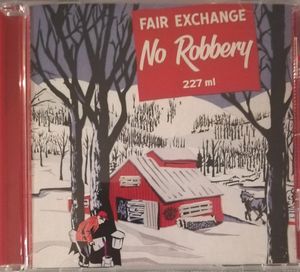 FAIR EXCHANGE
No Robbery
227 ml